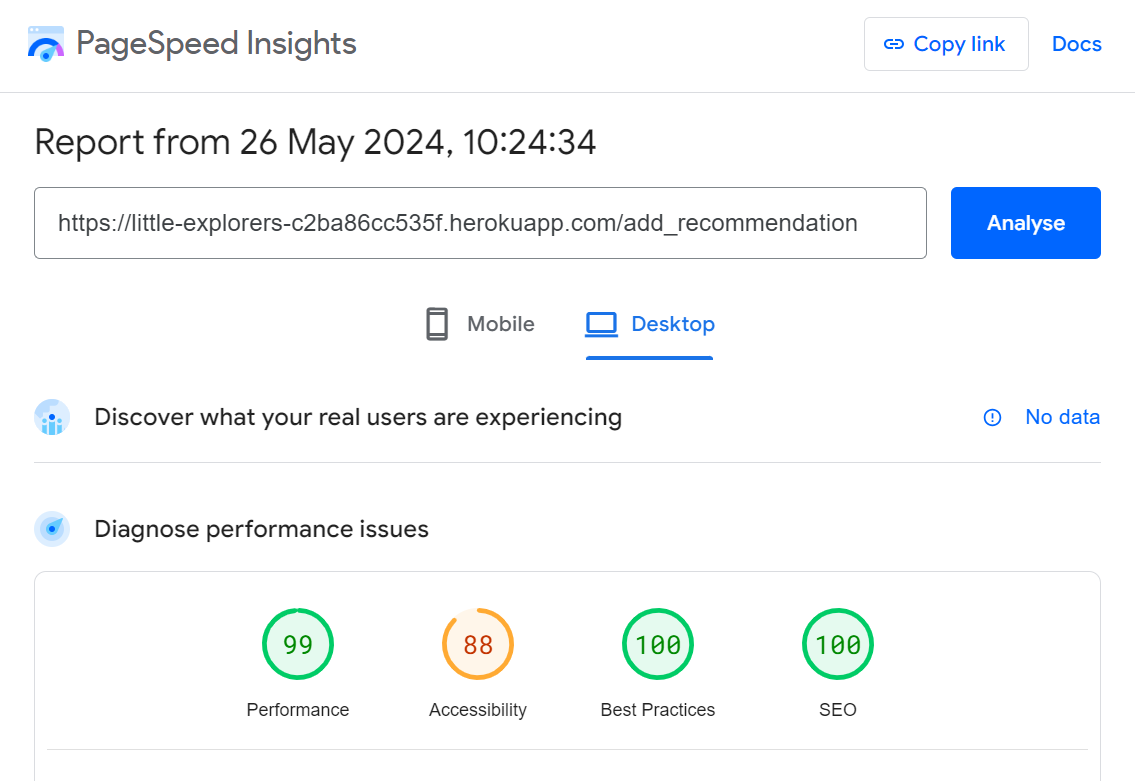 PageSpeed Insights
Copy link
Docs
Report from 26 May 2024, 10:24:34
https://little-explorers-c2ba86cc535f.herokuapp.com/add_recommendation
Analyse
Mobile
Desktop
Discover what your real users are experiencing
No data
Diagnose performance issues
99
88
100
100
Performance
Accessibility
Best Practices
SEO